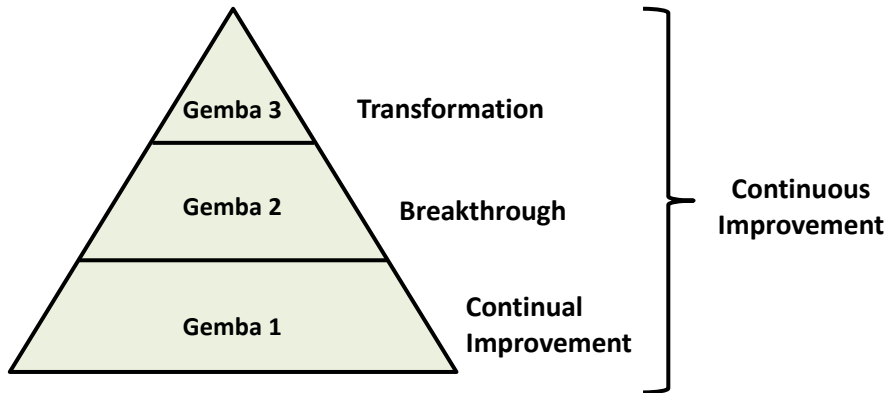 Gemba 3
Transformation
Gemba 2
Breakthrough
Continuous
Improvement
Gemba 1
Continual
Improvement